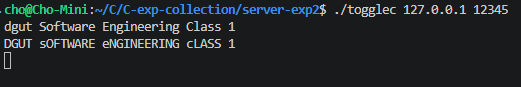 cho@Cho-Mini:~/C/C-exp-collection/server-exp2$ ./togglec 127.0.0.1 12345
dgut Software Engineering Class 1
DGUT sOFTWARE eNGINEERING cLASS 1